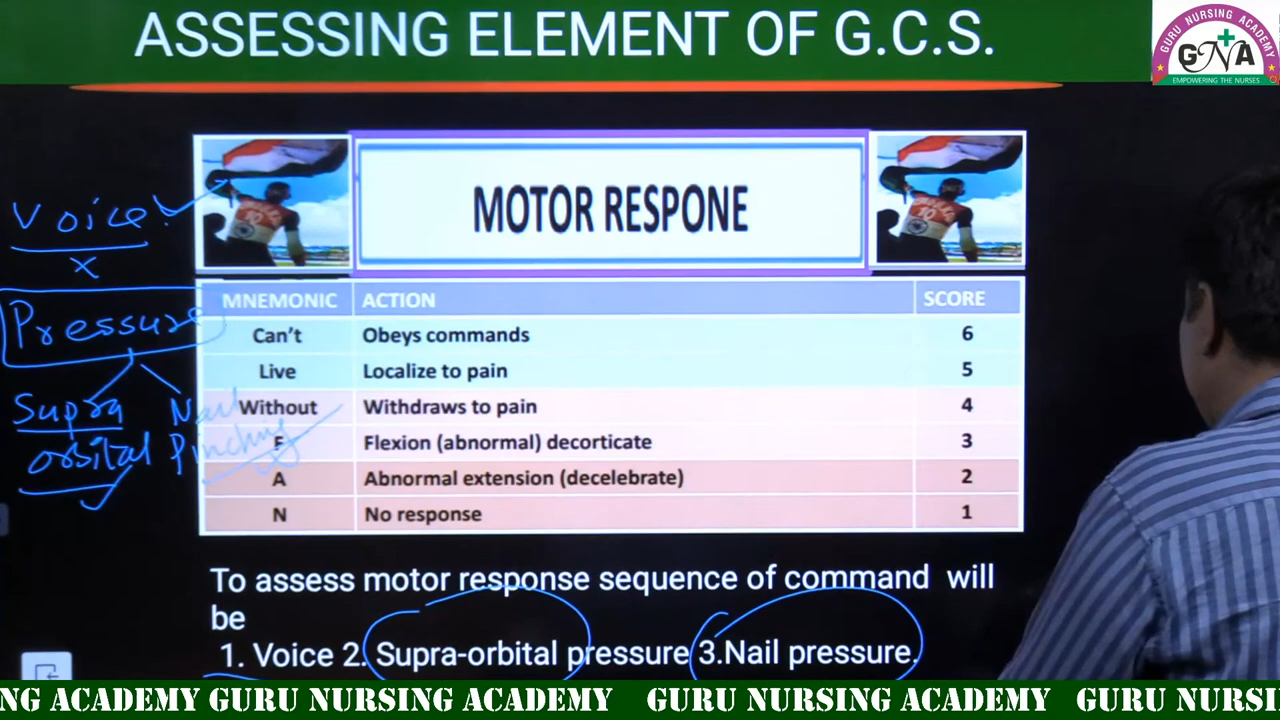 ASSESSING ELEMENT OF G.C.S.
GURU NURSING ACADEMY
GNA
EMPOWERING THE NURSES
MOTOR RESPONE
Voice
x
Pressure
Supra
orbital
Nail
Pinching
MNEMONIC ACTION SCORE
Can't Obeys commands 6
Live Localize to pain 5
Without Withdraws to pain 4
F Flexion (abnormal) decorticate 3
A Abnormal extension (decelebrate) 2
N No response 1
To assess motor response sequence of command will
be
1. Voice 2. Supra-orbital pressure 3.Nail pressure.
NG ACADEMY GURU NURSING ACADEMY GURU NURSING ACADEMY GURU NURSI